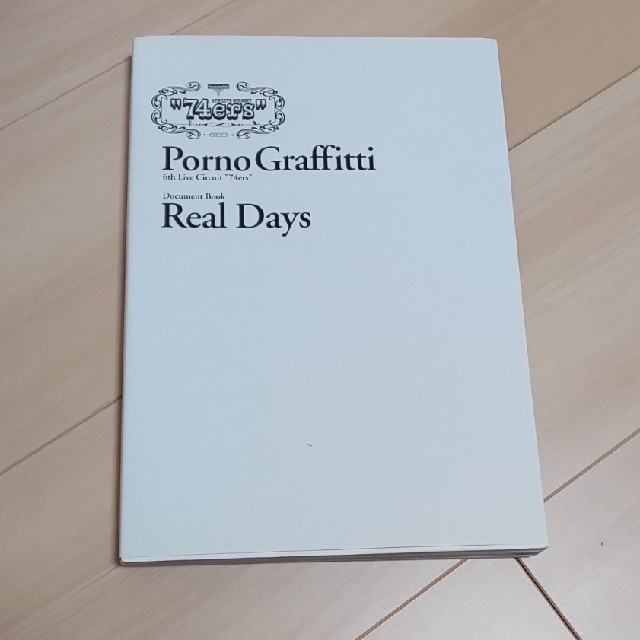 "74ers"
Porno Graffitti
6th Live Circuit "74ers"
Document Book
Real Days